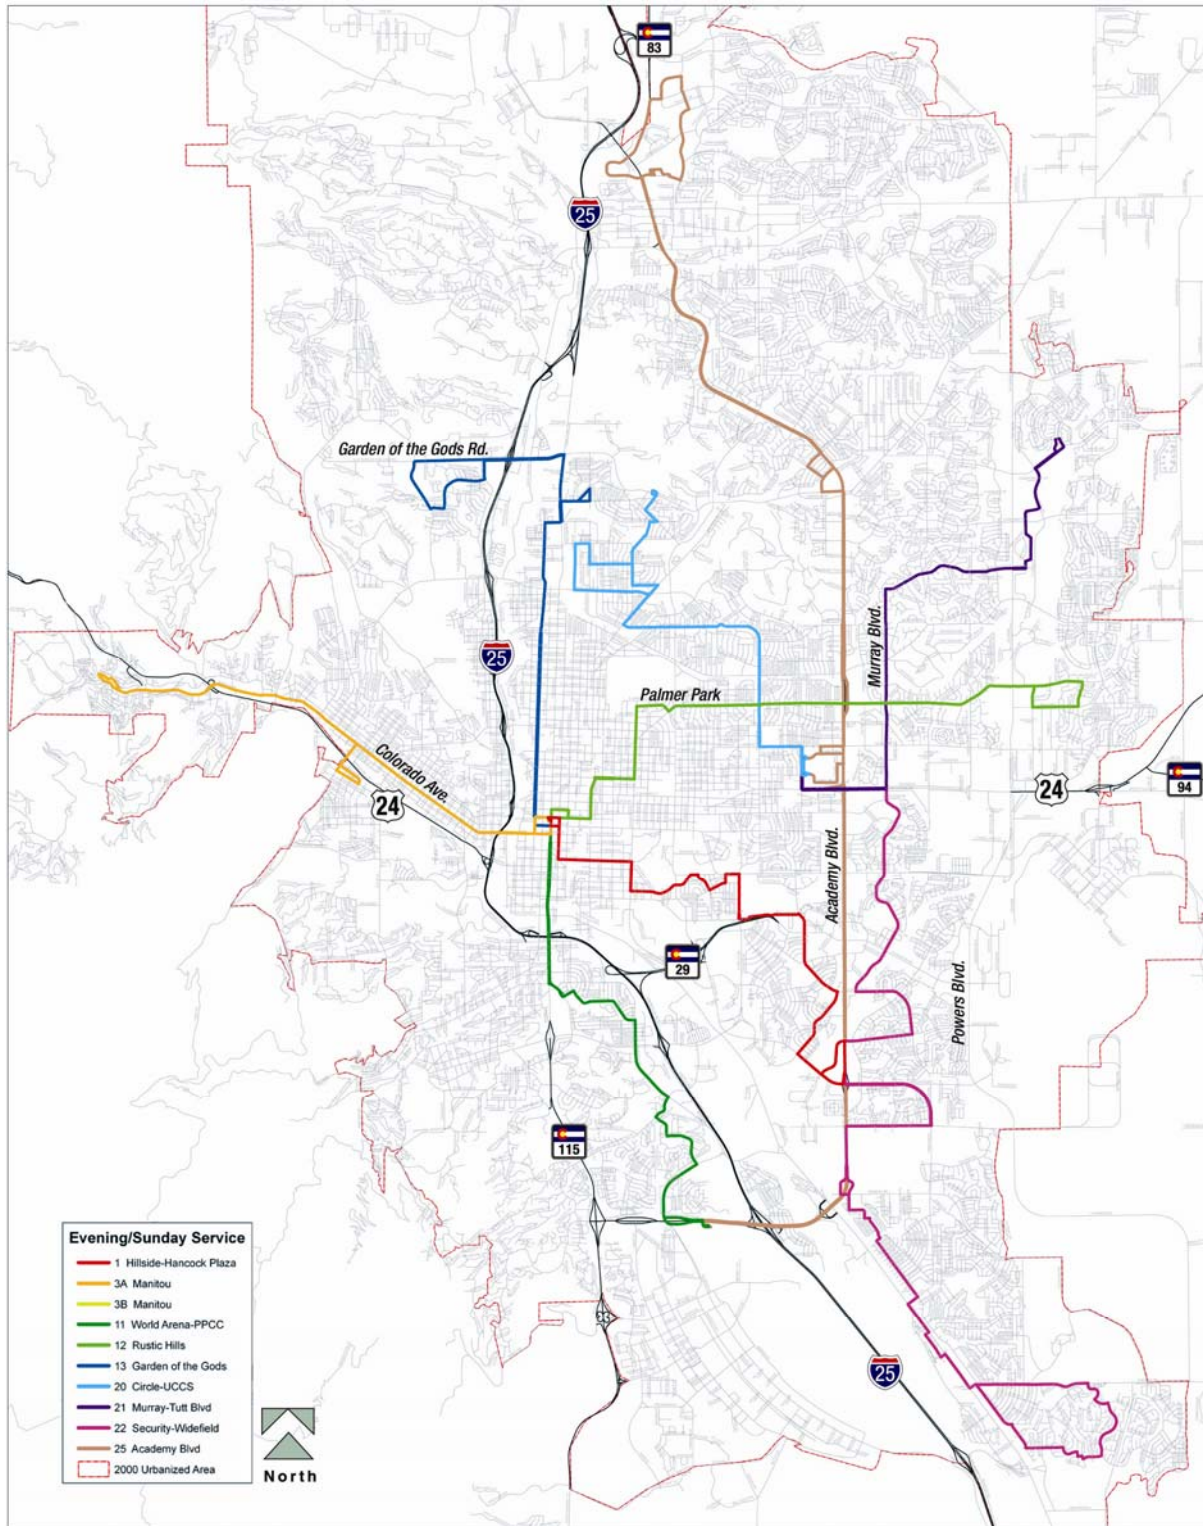 83
25
Garden of the Gods Rd.
Murray Blvd.
25
Palmer Park
Colorado Ave.
24
24
94
Academy Blvd.
29
Powers Blvd.
115
25
Evening/Sunday Service
1 Hillside-Hancock Plaza
3A Manitou
3B Manitou
11 World Arena-PPCC
12 Rustic Hills
13 Garden of the Gods
20 Circle-UCCS
21 Murray-Tutt Blvd
22 Security-Widefield
25 Academy Blvd
2000 Urbanized Area
North